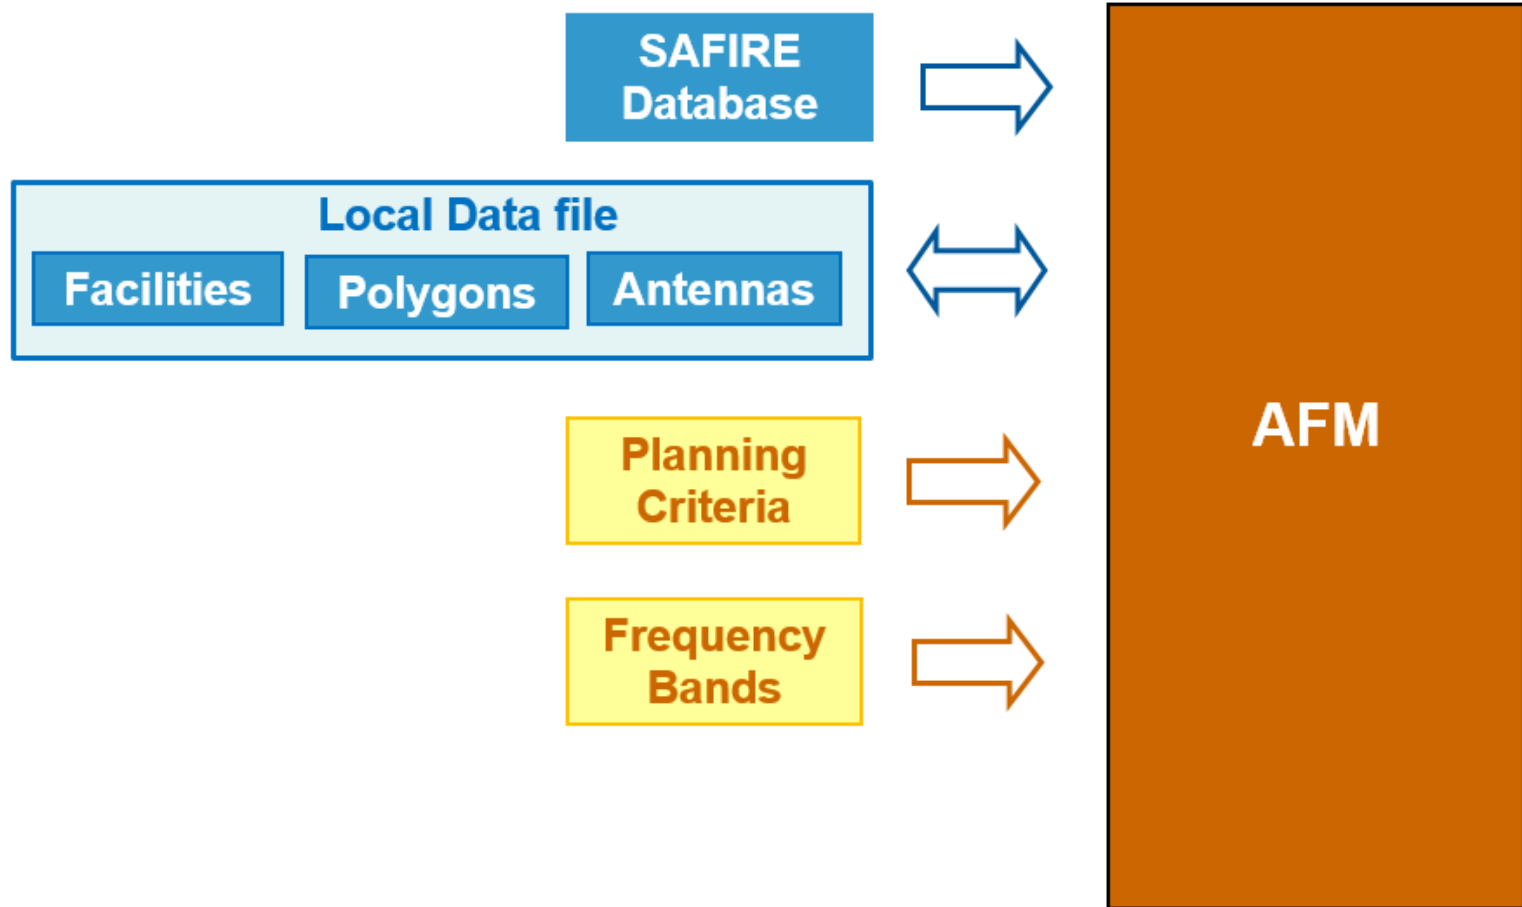 SAFIRE
Database
Local Data file
Facilities
Polygons
Antennas
Planning
Criteria
Frequency
Bands
AFM